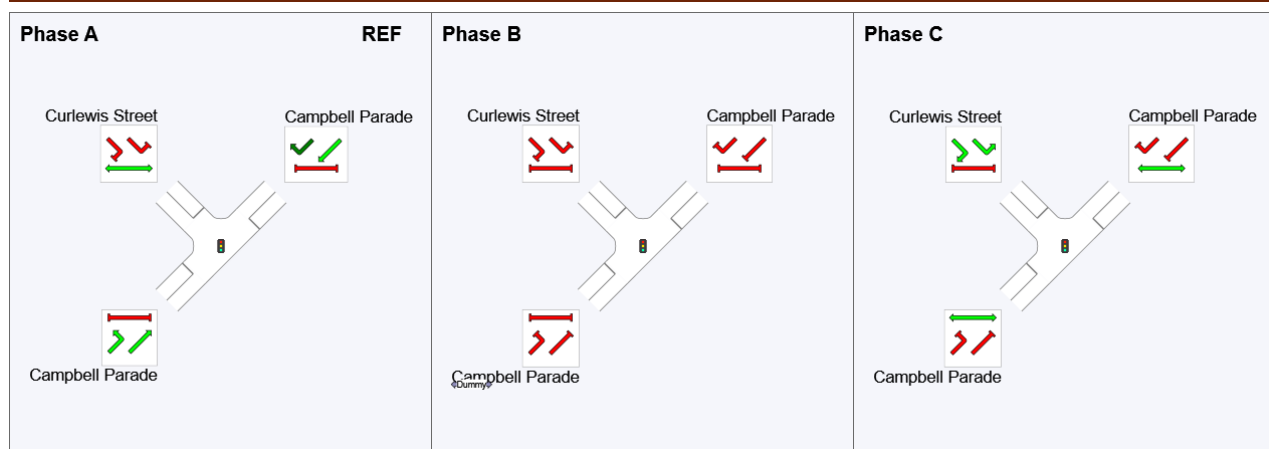 Phase A REF
Curlewis Street
Campbell Parade
Campbell Parade
Phase B
Curlewis Street
Campbell Parade
Campbell Parade
Dummy
Phase C
Curlewis Street
Campbell Parade
Campbell Parade